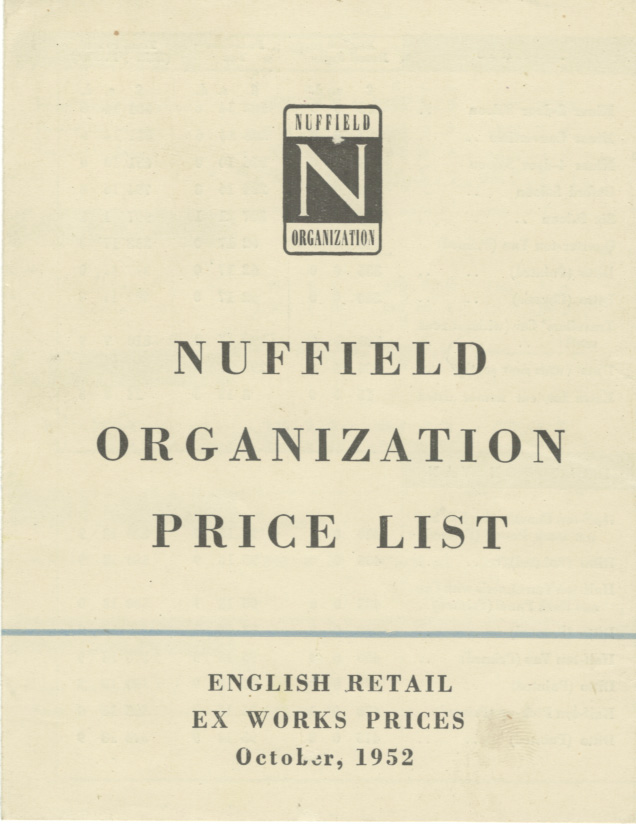 NUFFIELD
N
ORGANIZATION
NUFFIELD
ORGANIZATION
PRICE LIST
ENGLISH RETAIL
EX WORKS PRICES
October, 1952